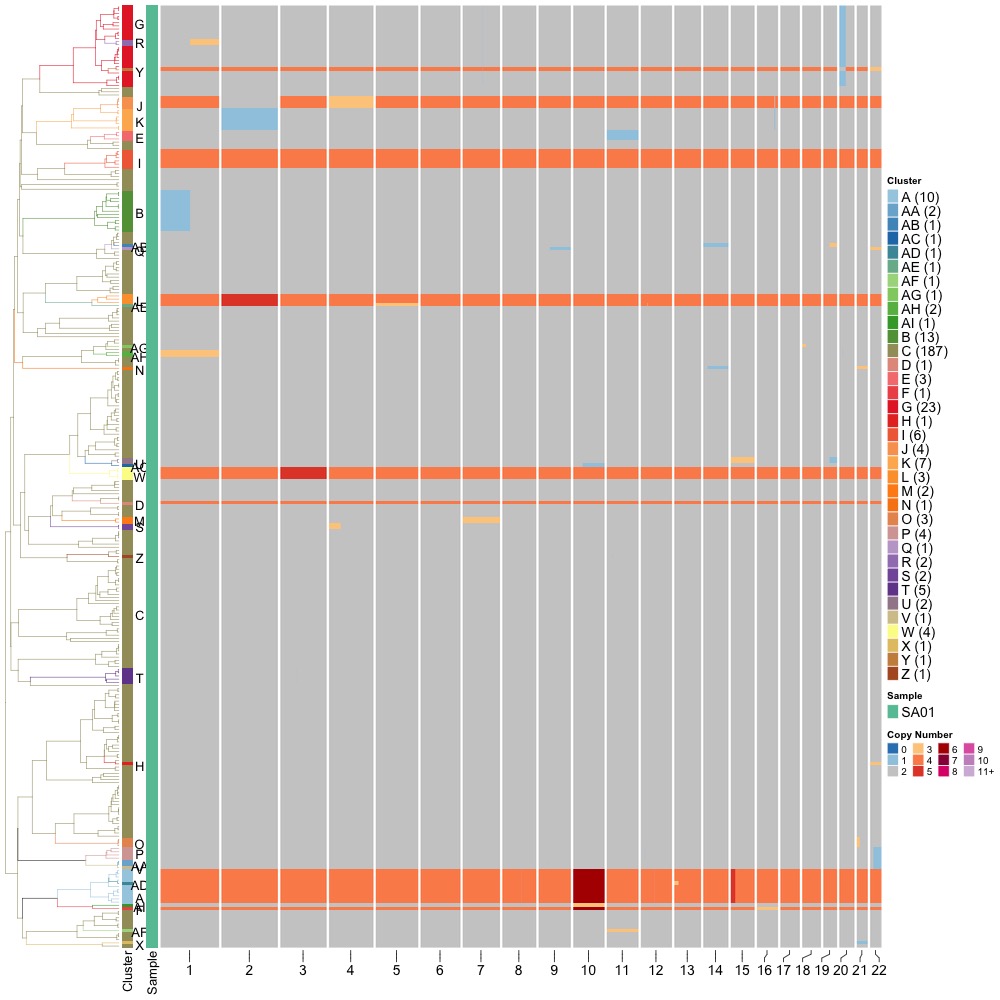 G
R
Y
J
K
E
I
B
AB
Q
L
AE
AG
AH
N
U
AC
W
D
M
S
Z
C
T
H
O
P
AA
V
AD
A
AI
F
AF
X
Cluster
Sample
1 2 3 4 5 6 7 8 9 10 11 12 13 14 15 16 17 18 19 20 21 22
Cluster
A (10)
AA (2)
AB (1)
AC (1)
AD (1)
AE (1)
AF (1)
AG (1)
AH (2)
AI (1)
B (13)
C (187)
D (1)
E (3)
F (1)
G (23)
H (1)
I (6)
J (4)
K (7)
L (3)
M (2)
N (1)
O (3)
P (4)
Q (1)
R (2)
S (2)
T (5)
U (2)
V (1)
W (4)
X (1)
Y (1)
Z (1)
Sample
SA01
Copy Number
0 3 6 9
1 4 7 10
2 5 8 11+